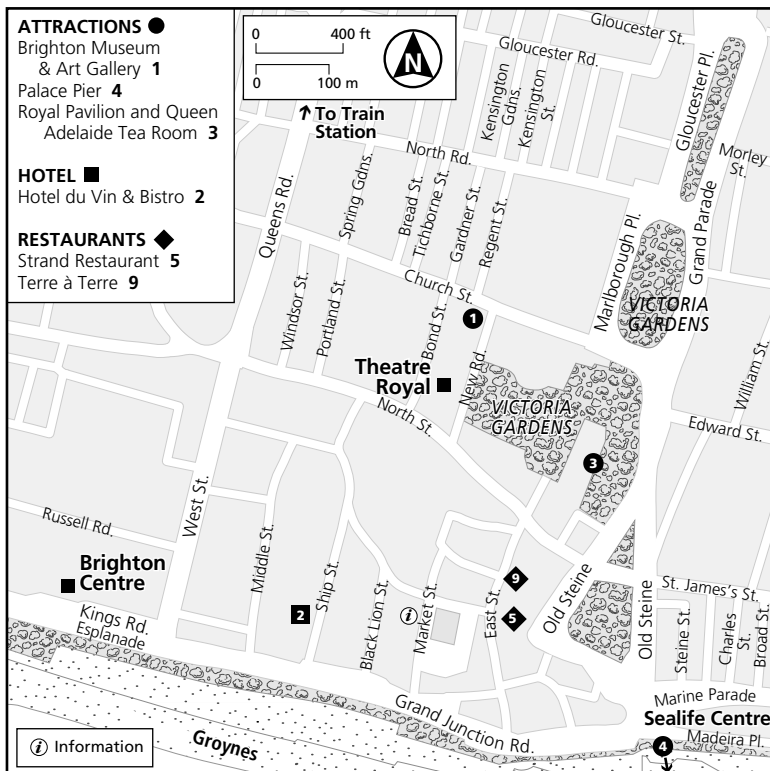 ATTRACTIONS
Brighton Museum
& Art Gallery 1
Palace Pier 4
Royal Pavilion and Queen
Adelaide Tea Room 3
HOTEL
Hotel du Vin & Bistro 2
RESTAURANTS
Strand Restaurant 5
Terre à Terre 9
0 400 ft
0 100 m
N
To Train
Station
Gloucester St.
Gloucester Rd.
Gloucester Pl.
Kensington
Gdns.
Kensington
St.
North Rd.
Morley
St.
Queens Rd.
Spring Gdns.
Bread St.
Tichborne St.
Gardner St.
Regent St.
Marlborough Pl.
Grand Parade
VICTORIA
GARDENS
Church St.
Windsor St.
Portland St.
Bond St.
1
New Rd.
Theatre
Royal
North St.
VICTORIA
GARDENS
William St.
Edward St.
3
West St.
Russell Rd.
Middle St.
Ship St.
Brighton
Centre
2
Black Lion St.
i
Market St.
East St.
9
5
Old Steine
Old Steine
St. James's St.
Steine St.
Charles
St.
Broad St.
Kings Rd.
Esplanade
Grand Junction Rd.
Marine Parade
Sealife Centre
Madeira Pl.
4
Groynes
i Information